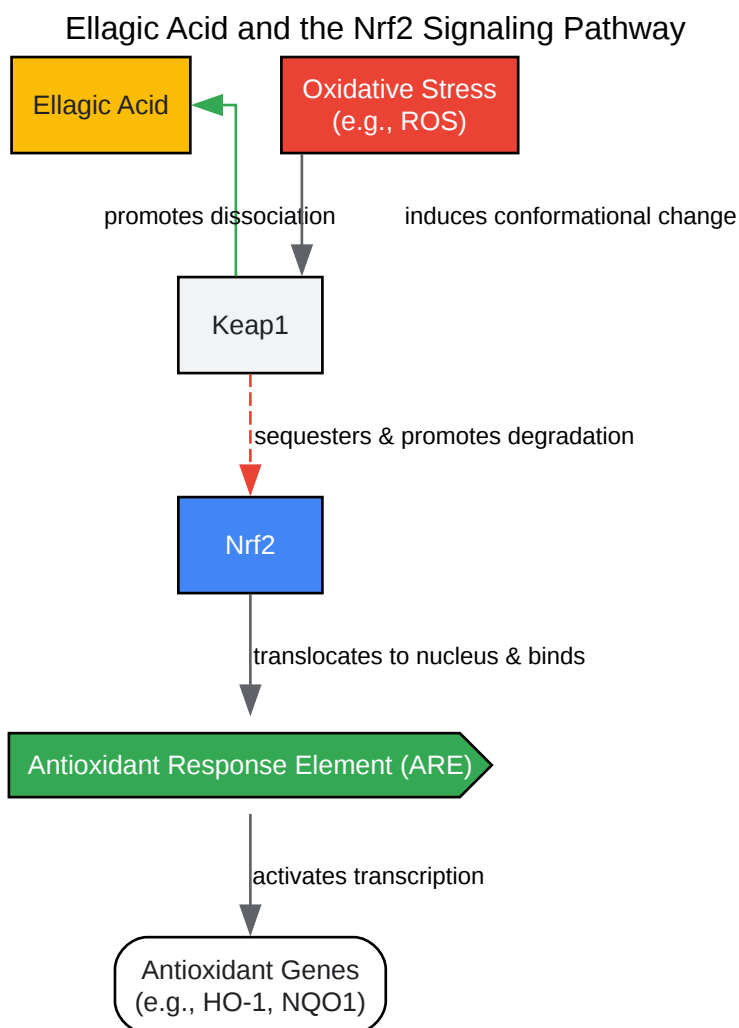 Ellagic Acid and the Nrf2 Signaling Pathway
Ellagic Acid
Oxidative Stress
(e.g., ROS)
promotes dissociation
induces conformational change
Keap1
sequesters & promotes degradation
Nrf2
translocates to nucleus & binds
Antioxidant Response Element (ARE)
activates transcription
Antioxidant Genes
(e.g., HO-1, NQO1)